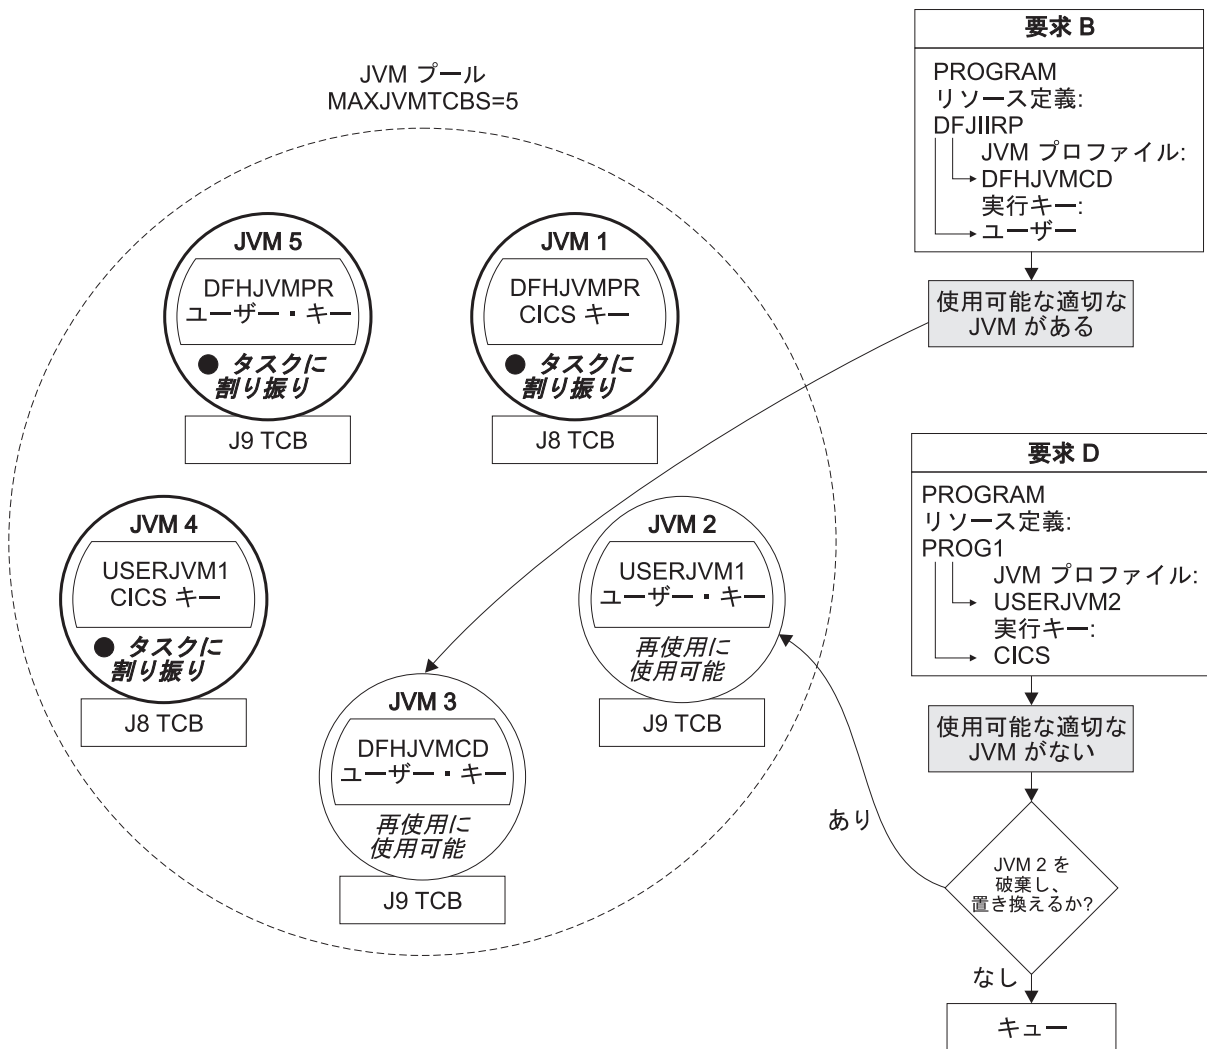 JVM プール
MAXJVMTCBS=5
JVM 5
DFHJVMPR
ユーザー・キー
● タスクに
割り振り
J9 TCB
JVM 1
DFHJVMPR
CICS キー
● タスクに
割り振り
J8 TCB
JVM 4
USERJVM1
CICS キー
● タスクに
割り振り
J8 TCB
JVM 2
USERJVM1
ユーザー・キー
再使用に
使用可能
J9 TCB
JVM 3
DFHJVMCD
ユーザー・キー
再使用に
使用可能
J9 TCB
要求 B
PROGRAM
リソース定義:
DFJIIRP
JVM プロファイル:
DFHJVMCD
実行キー:
ユーザー
使用可能な適切な
JVM がある
要求 D
PROGRAM
リソース定義:
PROG1
JVM プロファイル:
USERJVM2
実行キー:
CICS
使用可能な適切な
JVM がない
あり
JVM 2 を
破棄し、
置き換えるか?
なし
キュー